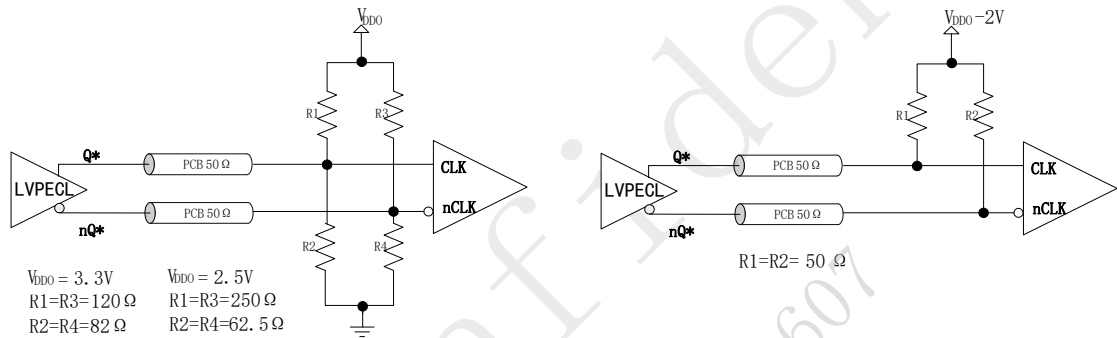 VDDO
R1
R3
Q*
PCB 50 Ω
CLK
LVPECL
PCB 50 Ω
nCLK
nQ*
R2
R4
VDDO = 3.3V
R1=R3=120 Ω
R2=R4=82 Ω
VDDO = 2.5V
R1=R3=250 Ω
R2=R4=62.5 Ω
VDDO-2V
R1
R2
Q*
PCB 50 Ω
CLK
LVPECL
PCB 50 Ω
nCLK
nQ*
R1=R2= 50 Ω
607